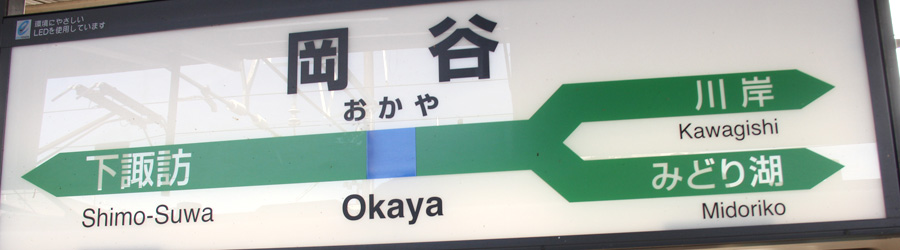 環境にやさしい
LEDを使用しています
岡谷
おかや
下諏訪
川岸
Kawagishi
みどり湖
Shimo-Suwa
Okaya
Midoriko